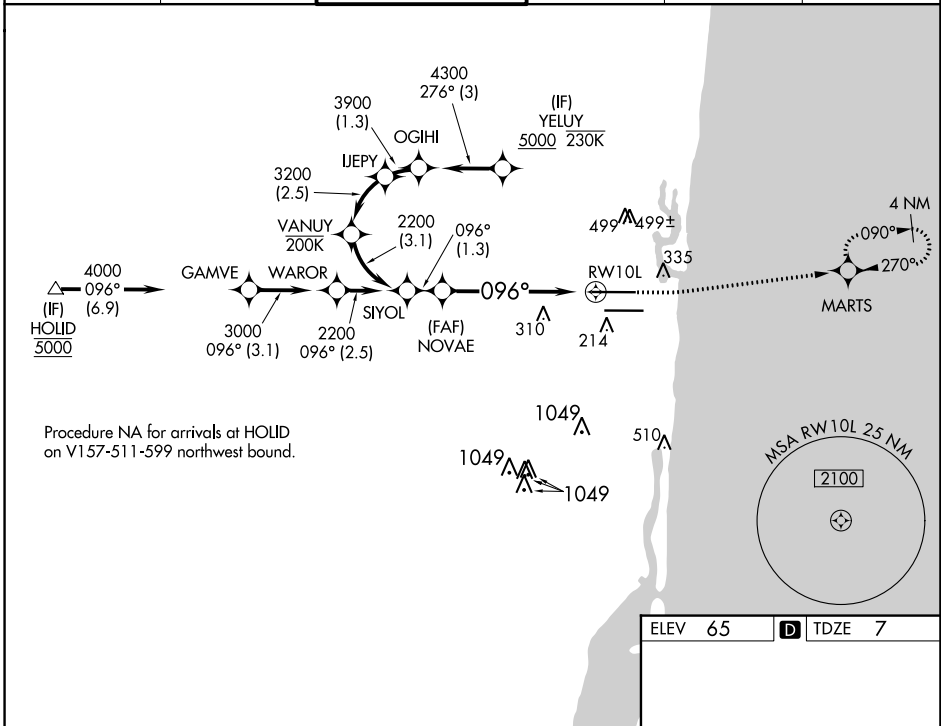 4300
276° (3)
(IF)
YELUY
5000 230K
3900
(1.3)
OGIHI
IJEPY
3200
(2.5)
VANUY
200K
2200
(3.1)
096°
(1.3)
499 499±
335
4 NM
090°
270°
MARTS
4000
096°
(6.9)
(IF)
HOLID
5000
GAMVE
WAROR
SIYOL
(FAF)
NOVAE
096°
RW10L
3000
096° (3.1)
2200
096° (2.5)
310
214
Procedure NA for arrivals at HOLID
on V157-511-599 northwest bound.
1049
510
1049
1049
MSA RW10L 25 NM
2100
ELEV 65 D TDZE 7